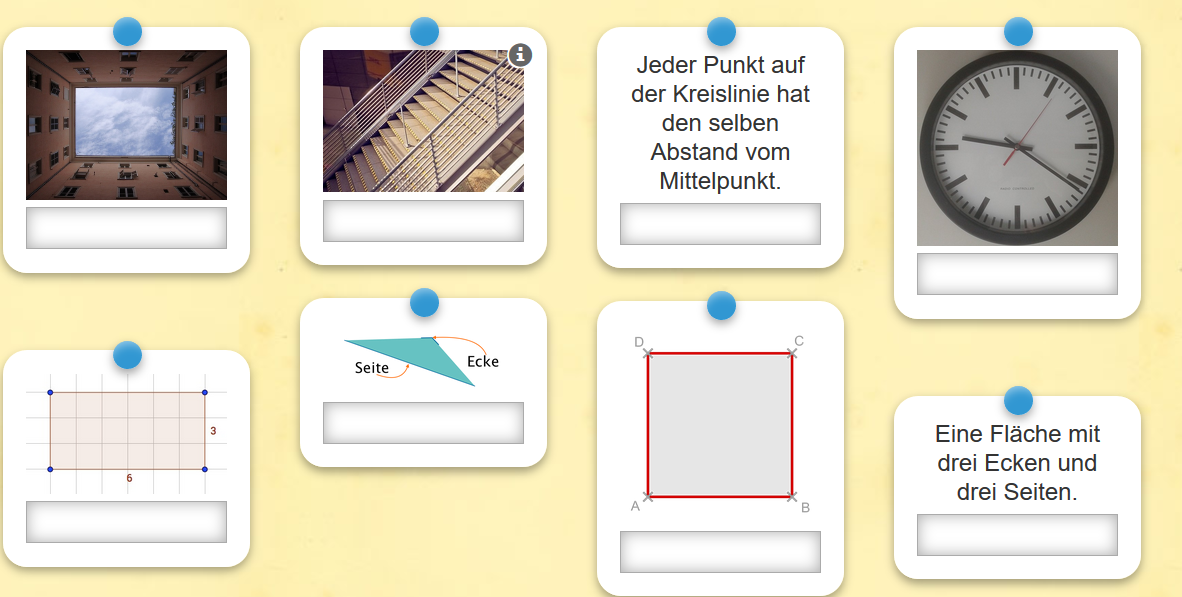 i
Jeder Punkt auf
der Kreislinie hat
den selben
Abstand vom
Mittelpunkt.
3
6
Seite
Ecke
D
C
A
B
Eine Fläche mit
drei Ecken und
drei Seiten.